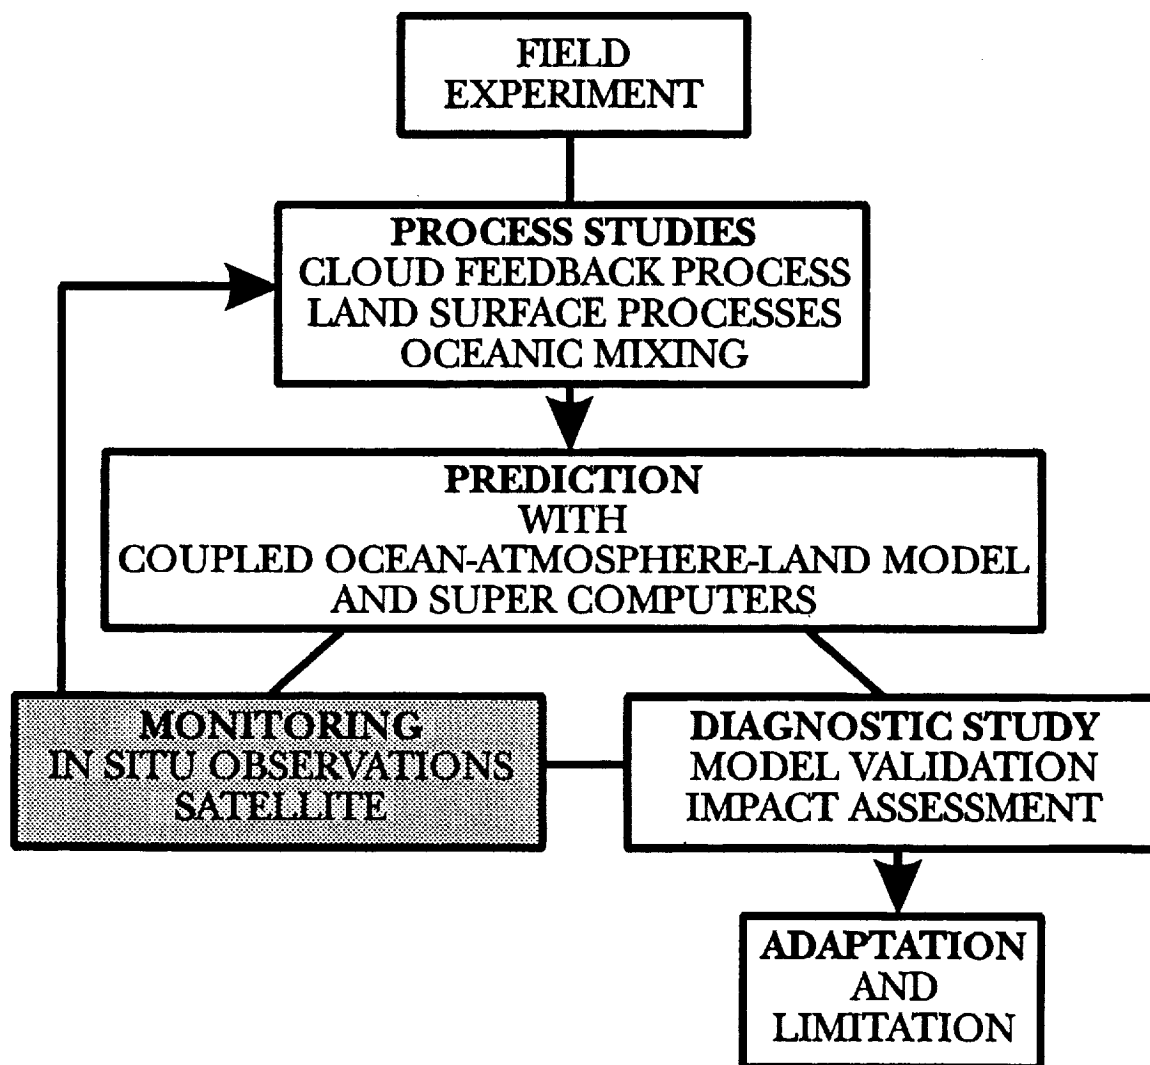 FIELD
EXPERIMENT
PROCESS STUDIES
CLOUD FEEDBACK PROCESS
LAND SURFACE PROCESSES
OCEANIC MIXING
PREDICTION
WITH
COUPLED OCEAN-ATMOSPHERE-LAND MODEL
AND SUPER COMPUTERS
MONITORING
IN SITU OBSERVATIONS
SATELLITE
DIAGNOSTIC STUDY
MODEL VALIDATION
IMPACT ASSESSMENT
ADAPTATION
AND
LIMITATION